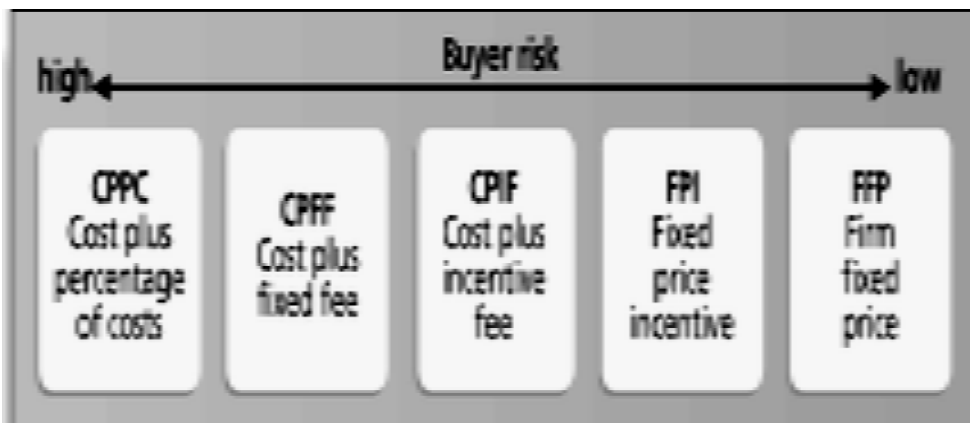 Buyer risk
high low
CPPC
Cost plus
percentage
of costs
CPFF
Cost plus
fixed fee
CPIF
Cost plus
incentive
fee
FPI
Fixed
price
incentive
FFP
Firm
fixed
price